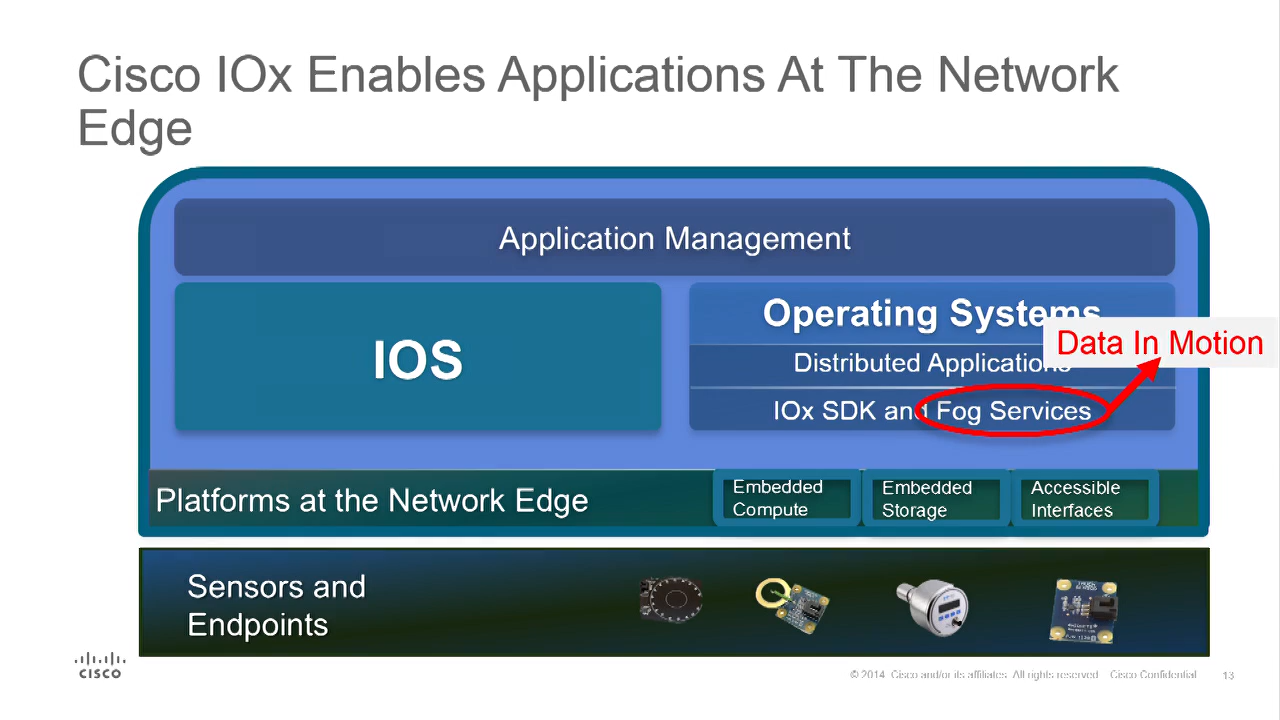 Cisco IOx Enables Applications At The Network
Edge
Application Management
IOS
Operating Systems
Data In Motion
Distributed Applications
IOx SDK and Fog Services
Platforms at the Network Edge
Embedded
Compute
Embedded
Storage
Accessible
Interfaces
Sensors and
Endpoints
CISCO
© 2014 Cisco and/or its affiliates. All rights reserved. Cisco Confidential
13